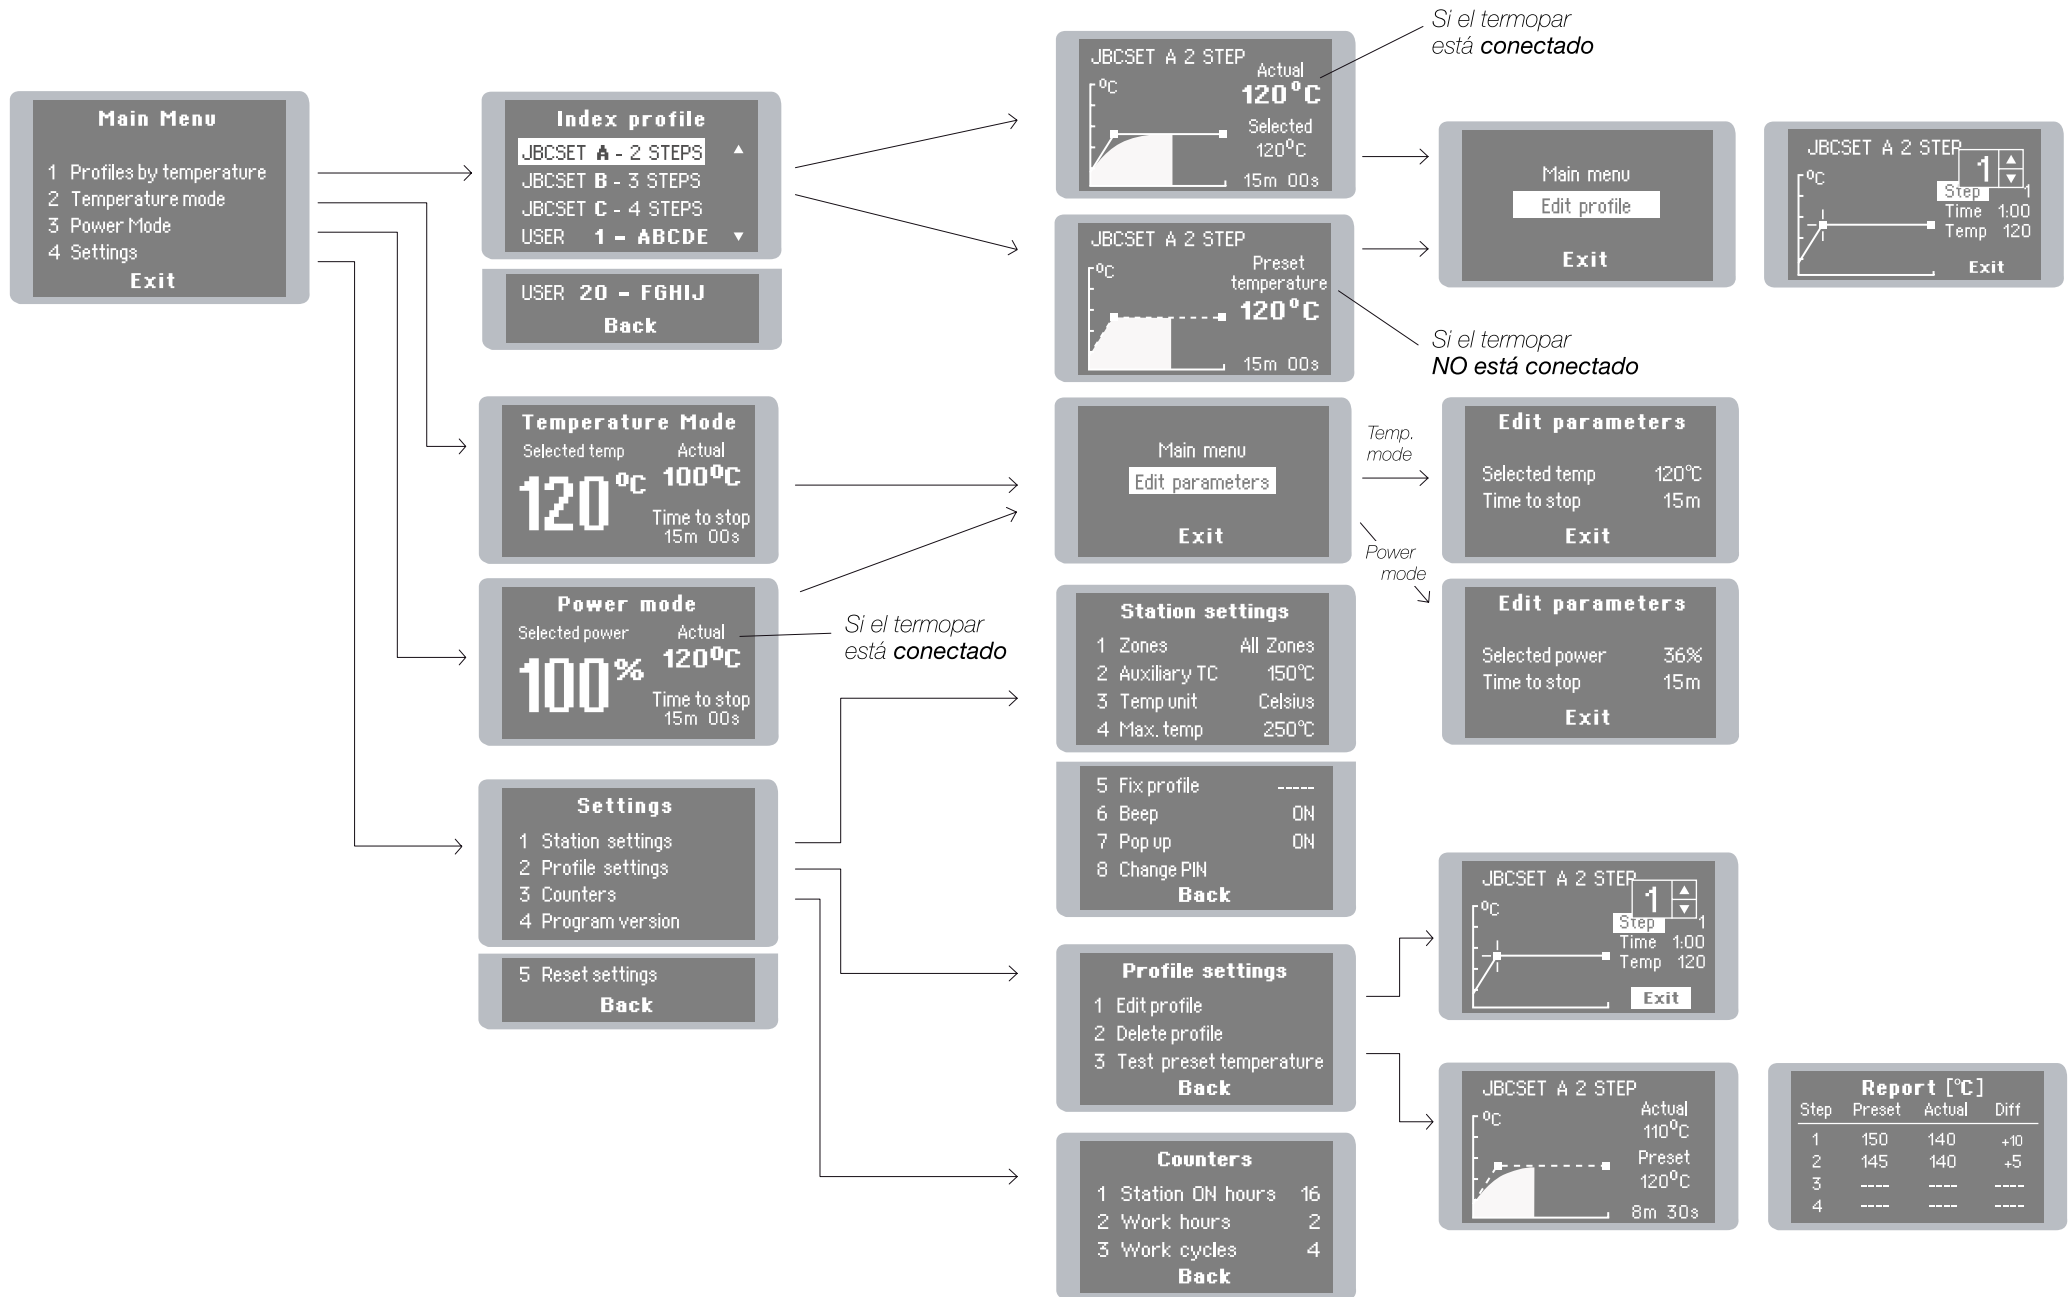 Main Menu
1 Profiles by temperature
2 Temperature mode
3 Power Mode
4 Settings
Exit
Index profile
JBCSET A - 2 STEPS
JBCSET B - 3 STEPS
JBCSET C - 4 STEPS
USER 1 - ABCDE
USER 20 - FGHIJ
Back
JBCSET A 2 STEP
Actual
ºC
120ºC
Selected
120ºC
15m 00s
Si el termopar
está conectado
JBCSET A 2 STEP
Preset
ºC
temperature
120ºC
15m 00s
Si el termopar
NO está conectado
Main menu
Edit profile
Exit
JBCSET A 2 STEP
1
ºC
Step 1
Time 1:00
Temp 120
Exit
Temperature Mode
Selected temp Actual
120ºC 100ºC
Time to stop
15m 00s
Power mode
Selected power Actual
100% 120ºC
Time to stop
15m 00s
Si el termopar
está conectado
Main menu
Edit parameters
Exit
Temp.
mode
Power
mode
Edit parameters
Selected temp 120ºC
Time to stop 15m
Exit
Edit parameters
Selected power 36%
Time to stop 15m
Exit
Settings
1 Station settings
2 Profile settings
3 Counters
4 Program version
5 Reset settings
Back
Station settings
1 Zones All Zones
2 Auxiliary TC 150ºC
3 Temp unit Celsius
4 Max. temp 250ºC
5 Fix profile -----
6 Beep ON
7 Pop up ON
8 Change PIN
Back
Profile settings
1 Edit profile
2 Delete profile
3 Test preset temperature
Back
Counters
1 Station ON hours 16
2 Work hours 2
3 Work cycles 4
Back
JBCSET A 2 STEP
1
ºC
Step 1
Time 1:00
Temp 120
Exit
JBCSET A 2 STEP
Actual
ºC
110ºC
Preset
120ºC
8m 30s
Report [ºC]
Step Preset Actual Diff
1 150 140 +10
2 145 140 +5
3 ---- ---- ----
4 ---- ---- ----